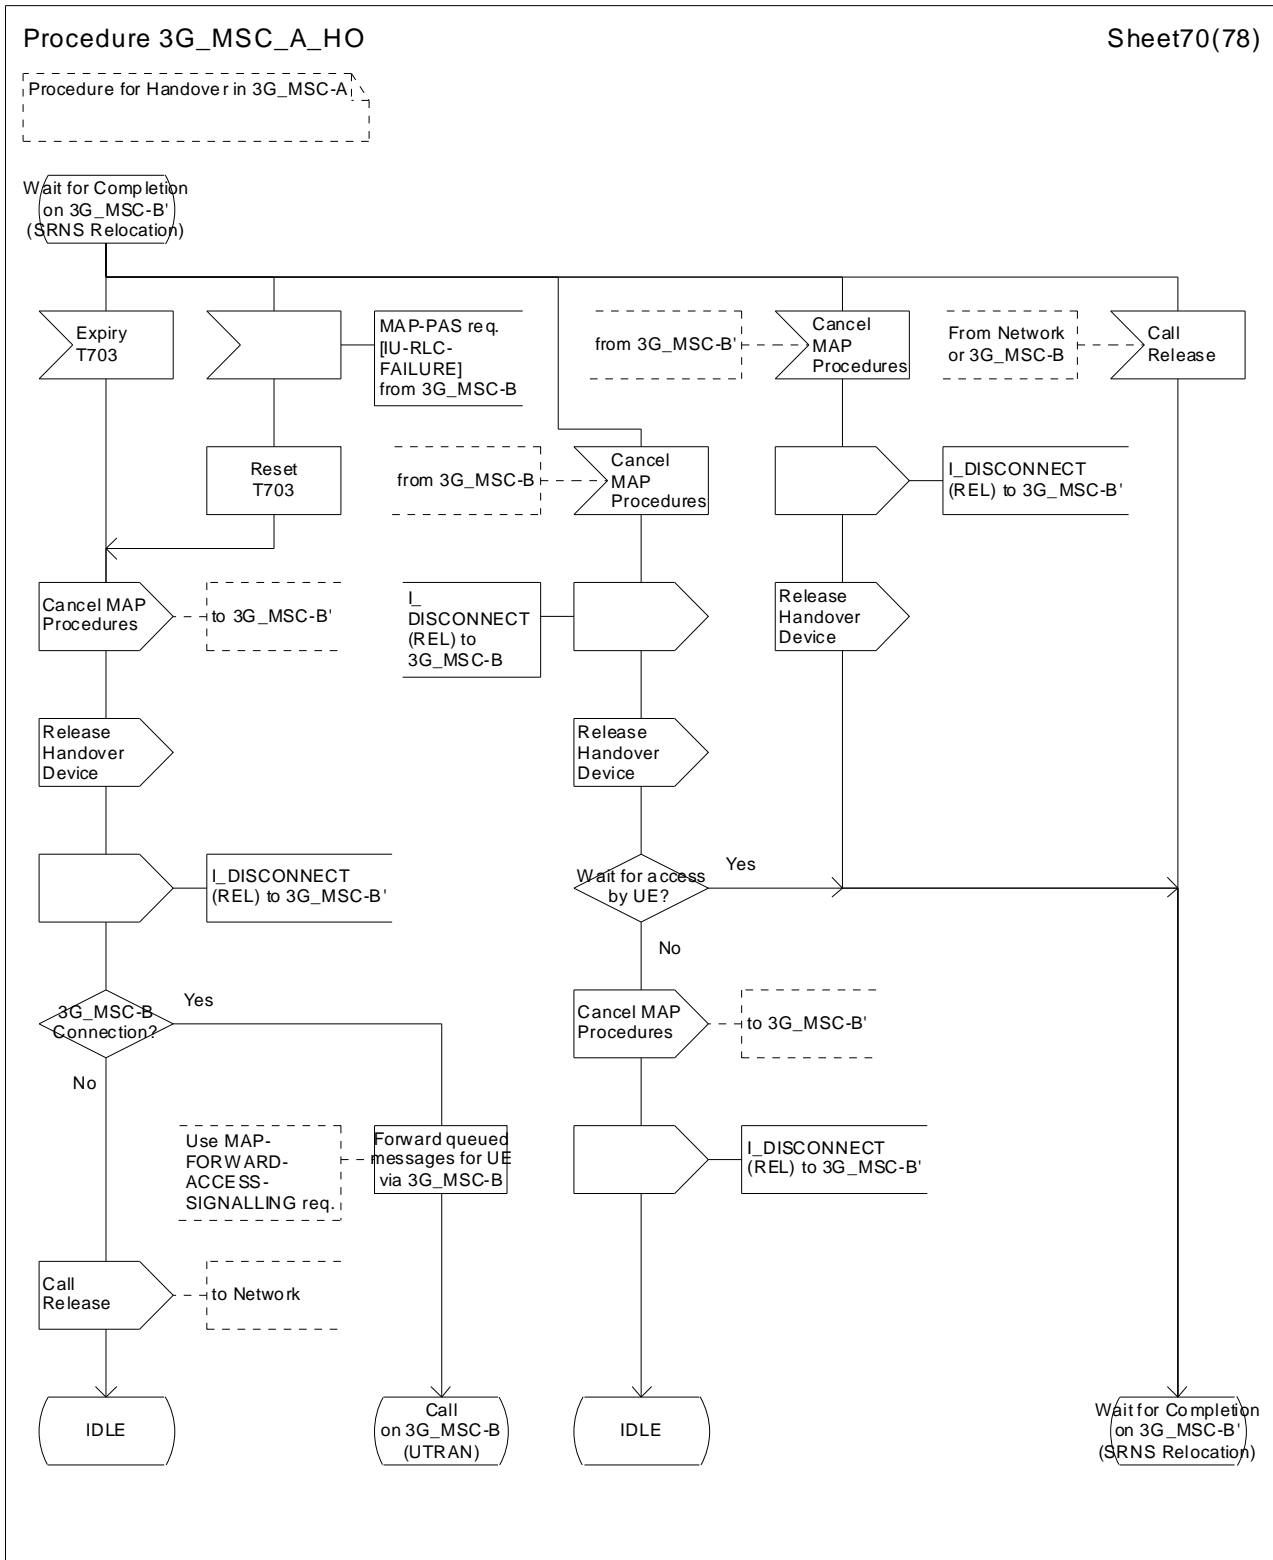 Procedure 3G_MSC_A_HO
Sheet70(78)
Procedure for Handover in 3G_MSC-A
Wait for Completion
on 3G_MSC-B'
(SRNS Relocation)
Expiry
T703
MAP-PAS req.
[IU-RLC-
FAILURE]
from 3G_MSC-B
from 3G_MSC-B'
Cancel
MAP
Procedures
From Network
or 3G_MSC-B
Call
Release
Reset
T703
from 3G_MSC-B
Cancel
MAP
Procedures
I_DISCONNECT
(REL) to 3G_MSC-B'
Cancel MAP
Procedures
to 3G_MSC-B'
I_
DISCONNECT
(REL) to
3G_MSC-B
Release
Handover
Device
Release
Handover
Device
Release
Handover
Device
I_DISCONNECT
(REL) to 3G_MSC-B'
Wait for access
by UE?
Yes
No
3G_MSC-B
Connection?
Yes
No
Cancel MAP
Procedures
to 3G_MSC-B'
Use MAP-
FORWARD-
ACCESS-
SIGNALLING req.
Forward queued
messages for UE
via 3G_MSC-B
I_DISCONNECT
(REL) to 3G_MSC-B'
Call
Release
to Network
IDLE
Call
on 3G_MSC-B
(UTRAN)
IDLE
Wait for Completion
on 3G_MSC-B'
(SRNS Relocation)